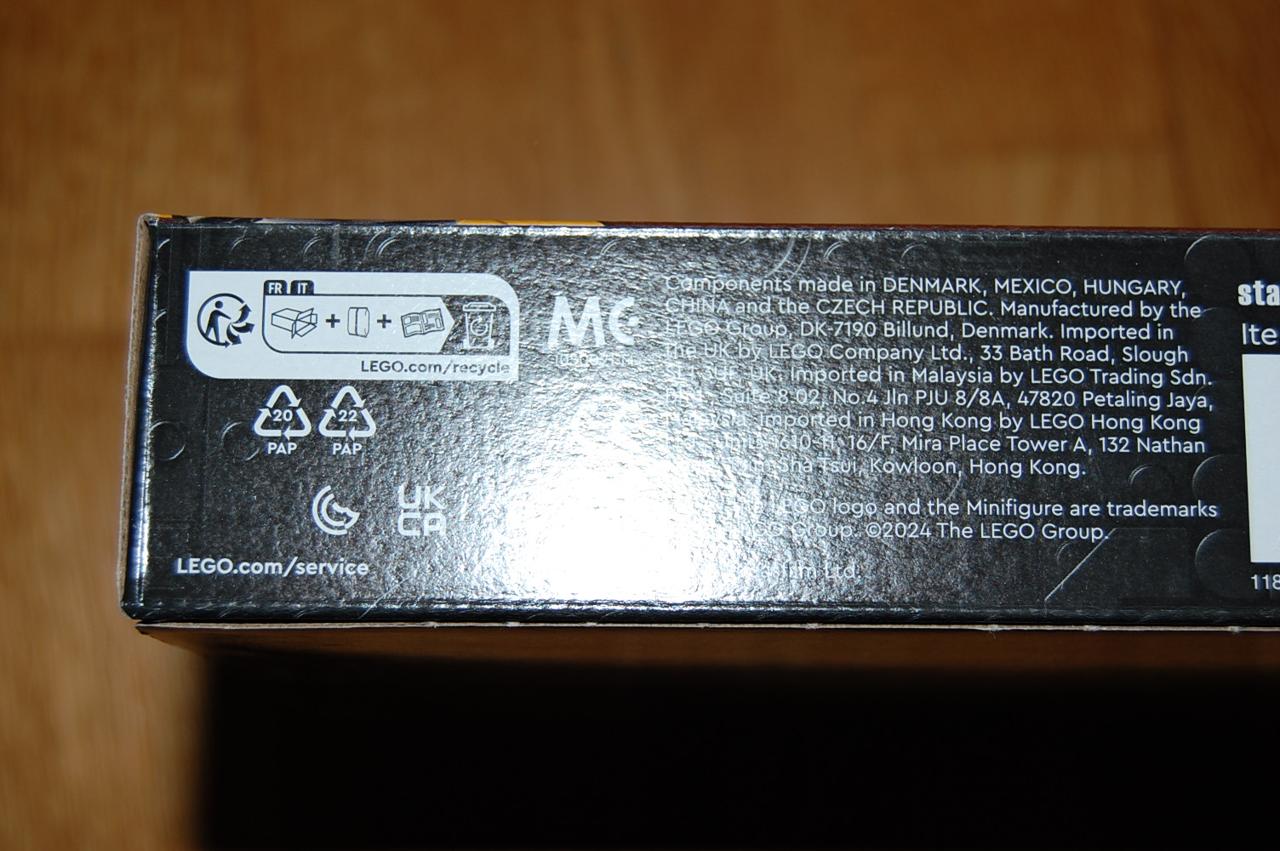 FR IT
LEGO.com/recycle
20
PAP
22
PAP
UK
CA
LEGO.com/service
MC
Components made in DENMARK, MEXICO, HUNGARY,
CHINA and the CZECH REPUBLIC. Manufactured by the
LEGO Group, DK-7190 Billund, Denmark. Imported in
the UK by LEGO Company Ltd., 33 Bath Road, Slough
UK. Imported in Malaysia by LEGO Trading Sdn.
Suite 8.02, No.4 Jln PJU 8/8A, 47820 Petaling Jaya,
Imported in Hong Kong by LEGO Hong Kong
16/F, Mira Place Tower A, 132 Nathan
Sha Tsui, Kowloon, Hong Kong.
LEGO logo and the Minifigure are trademarks
Group. ©2024 The LEGO Group.
Ltd.
sta
Ite
118